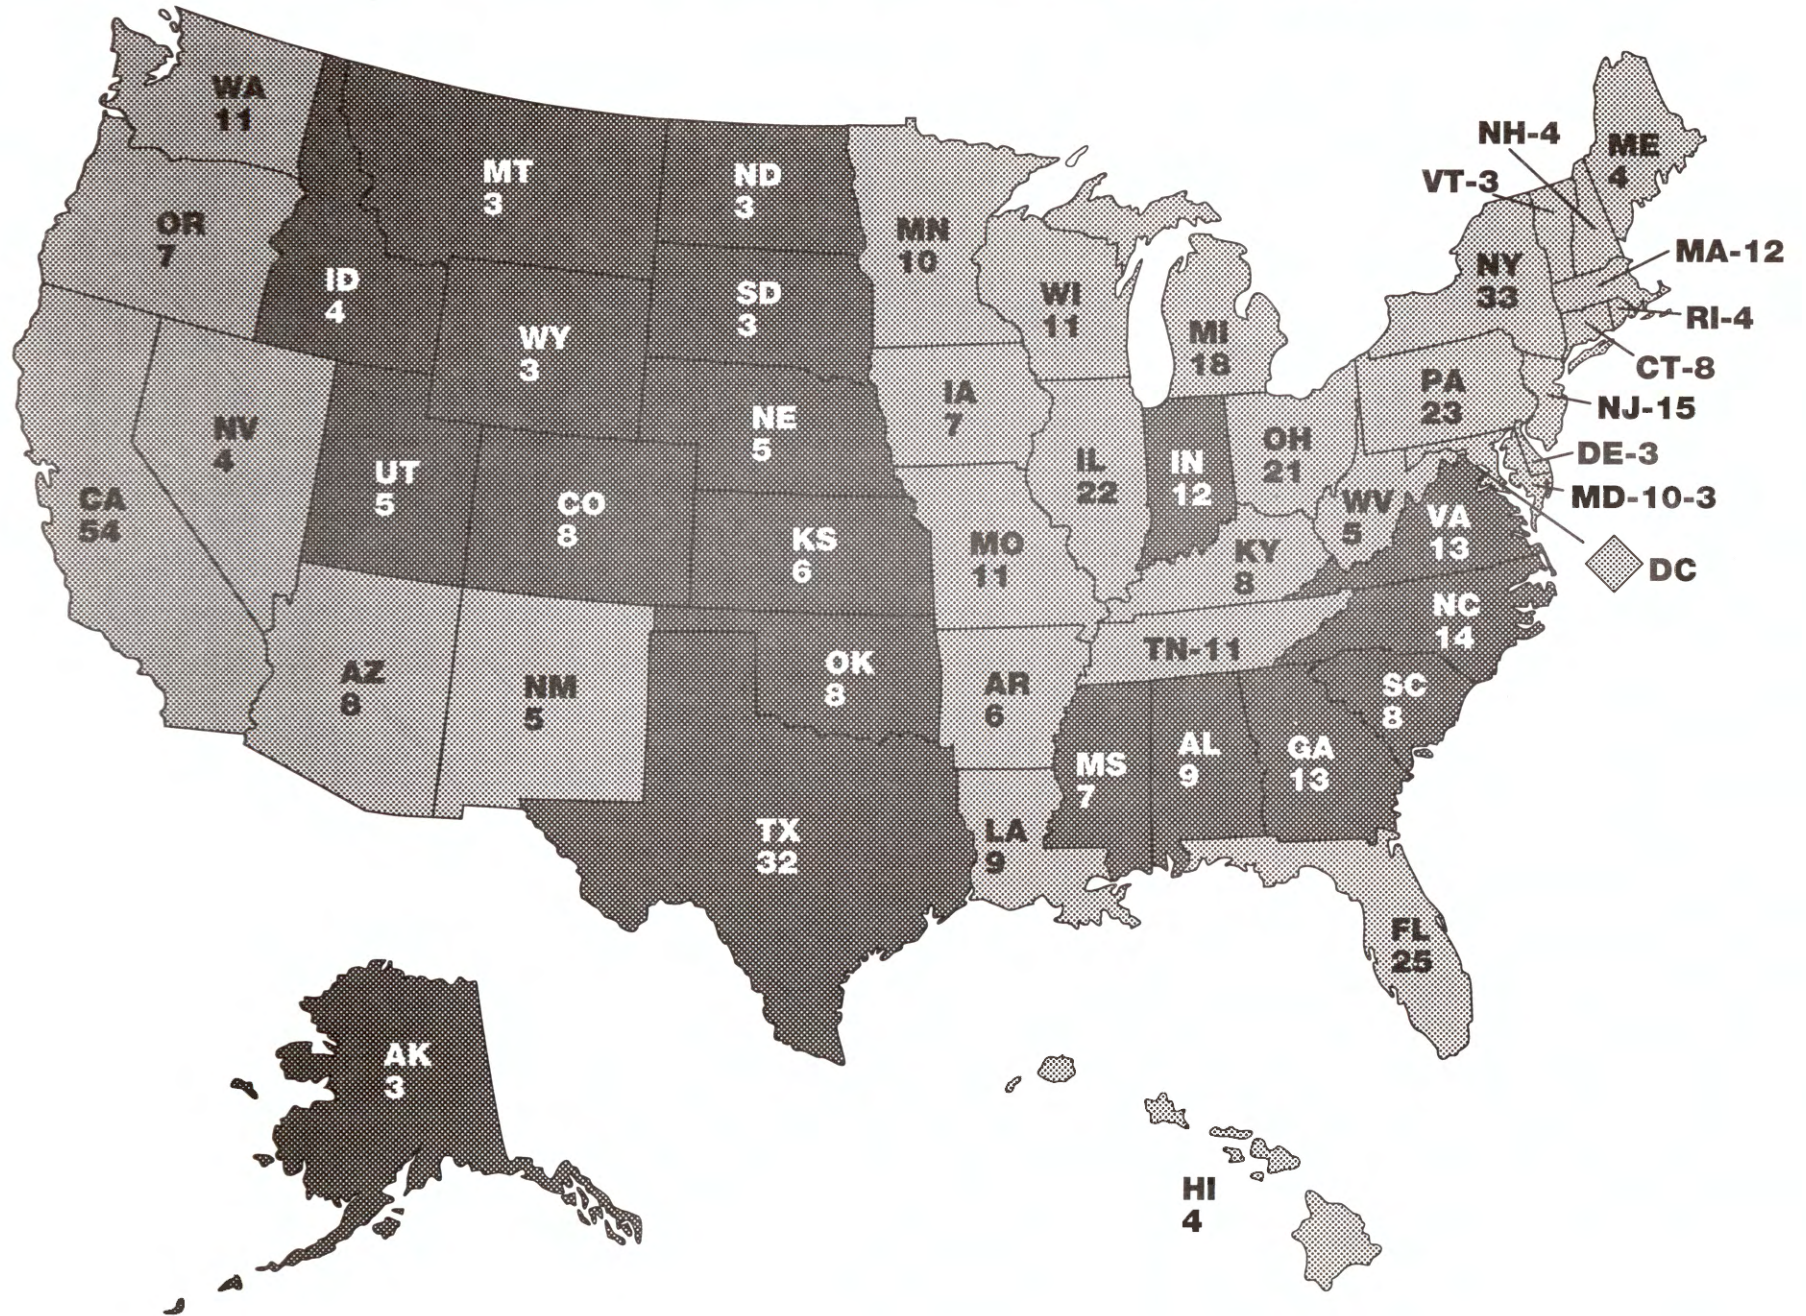 WA
11
OR
7
CA
54
NV
4
ID
4
MT
3
WY
3
UT
5
AZ
8
CO
8
NM
5
ND
3
SD
3
NE
5
KS
6
OK
8
TX
32
MN
10
IA
7
MO
11
AR
6
LA
9
WI
11
IL
22
MI
18
IN
12
OH
21
KY
8
TN-11
MS
7
AL
9
GA
13
FL
25
SC
8
NC
14
VA
13
WV
5
PA
23
NY
33
VT-3
NH-4
ME
4
MA-12
RI-4
CT-8
NJ-15
DE-3
MD-10-3
DC
AK
3
HI
4